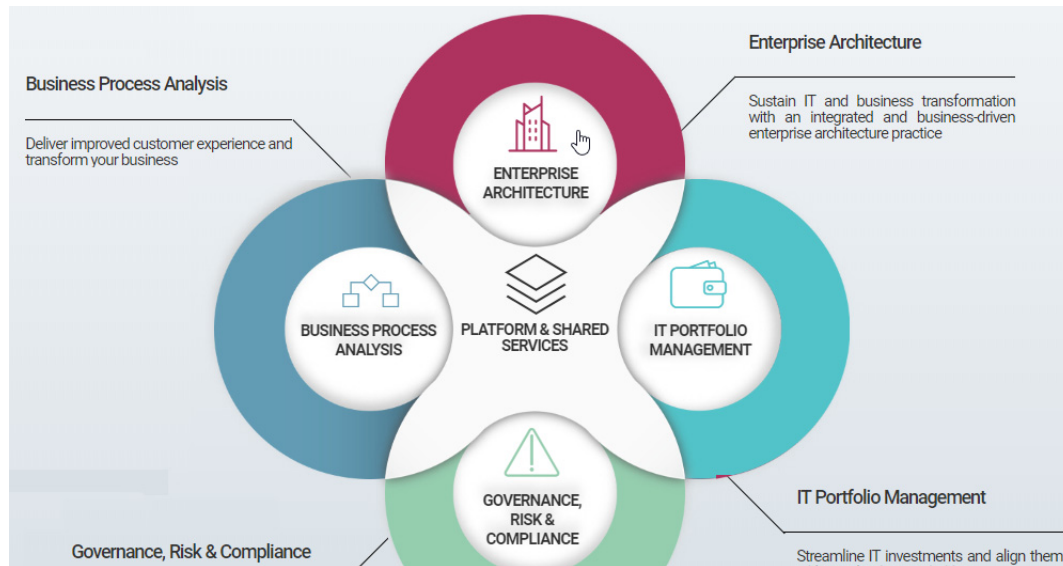 Enterprise Architecture
Business Process Analysis
Sustain IT and business transformation
with an integrated and business-driven
enterprise architecture practice
Deliver improved customer experience and
transform your business
ENTERPRISE
ARCHITECTURE
BUSINESS PROCESS
ANALYSIS
PLATFORM & SHARED
SERVICES
IT PORTFOLIO
MANAGEMENT
GOVERNANCE,
RISK &
COMPLIANCE
IT Portfolio Management
Governance, Risk & Compliance
Streamline IT investments and align them